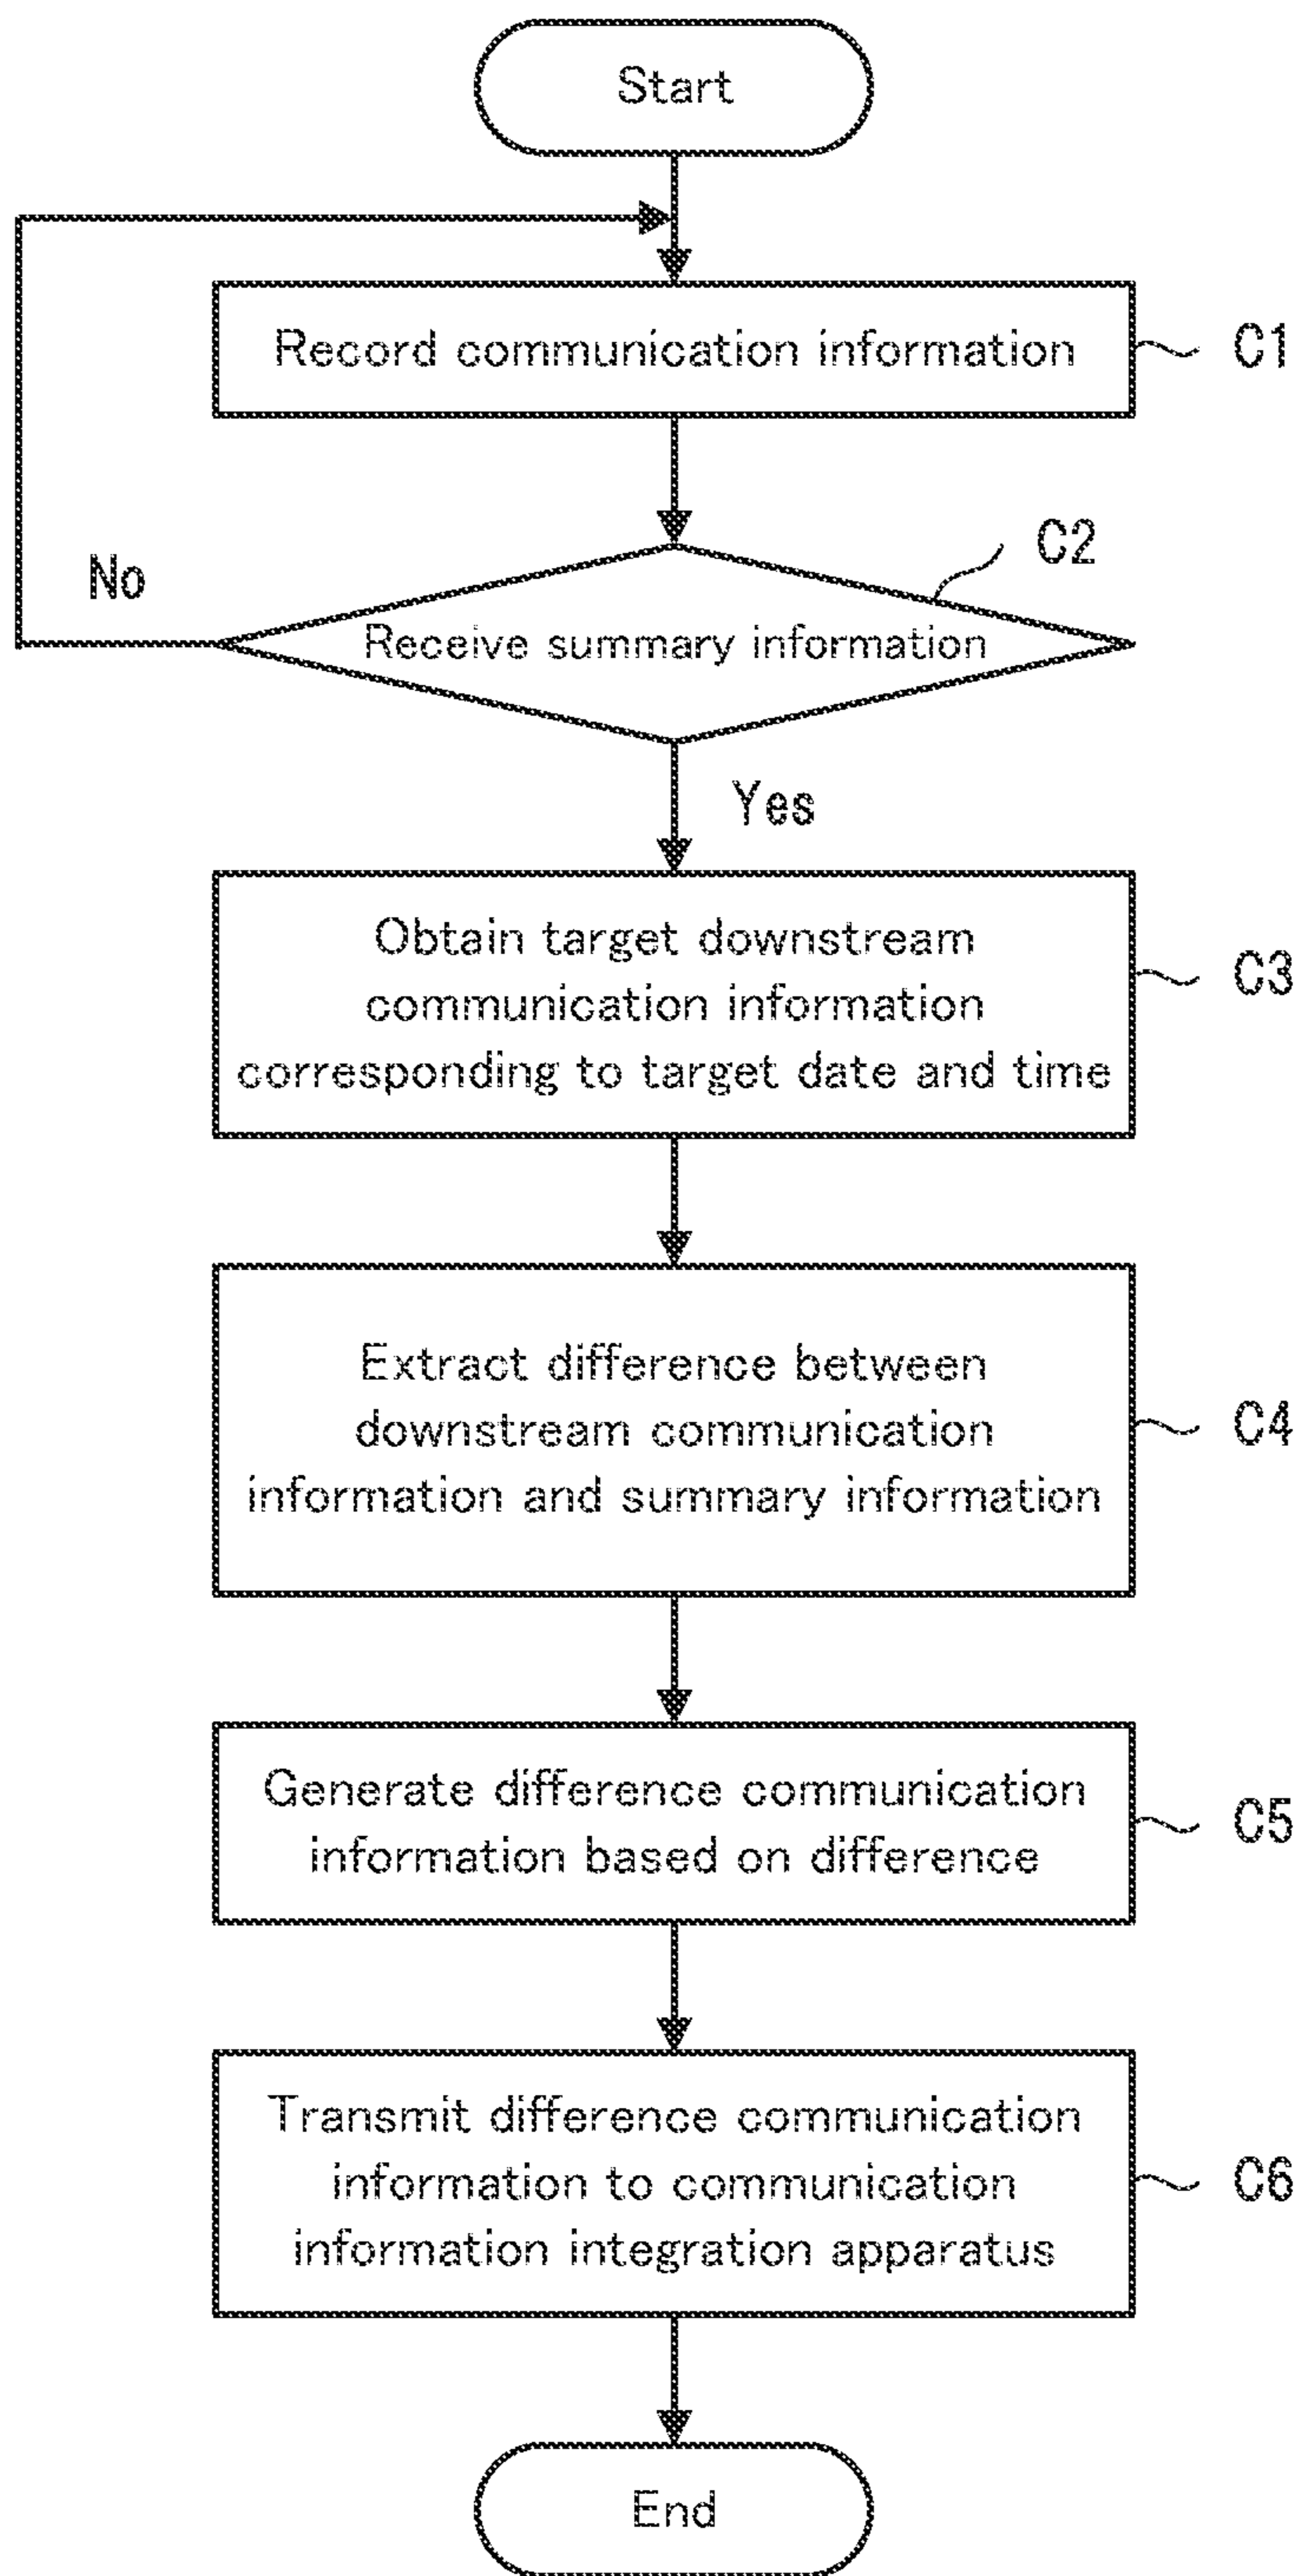 Start
Record communication information
C1
C2
No
Receive summary information
Yes
Obtain target downstream
communication information
corresponding to target date and time
C3
Extract difference between
downstream communication
information and summary information
C4
Generate difference communication
information based on difference
C5
Transmit difference communication
information to communication
information integration apparatus
C6
End